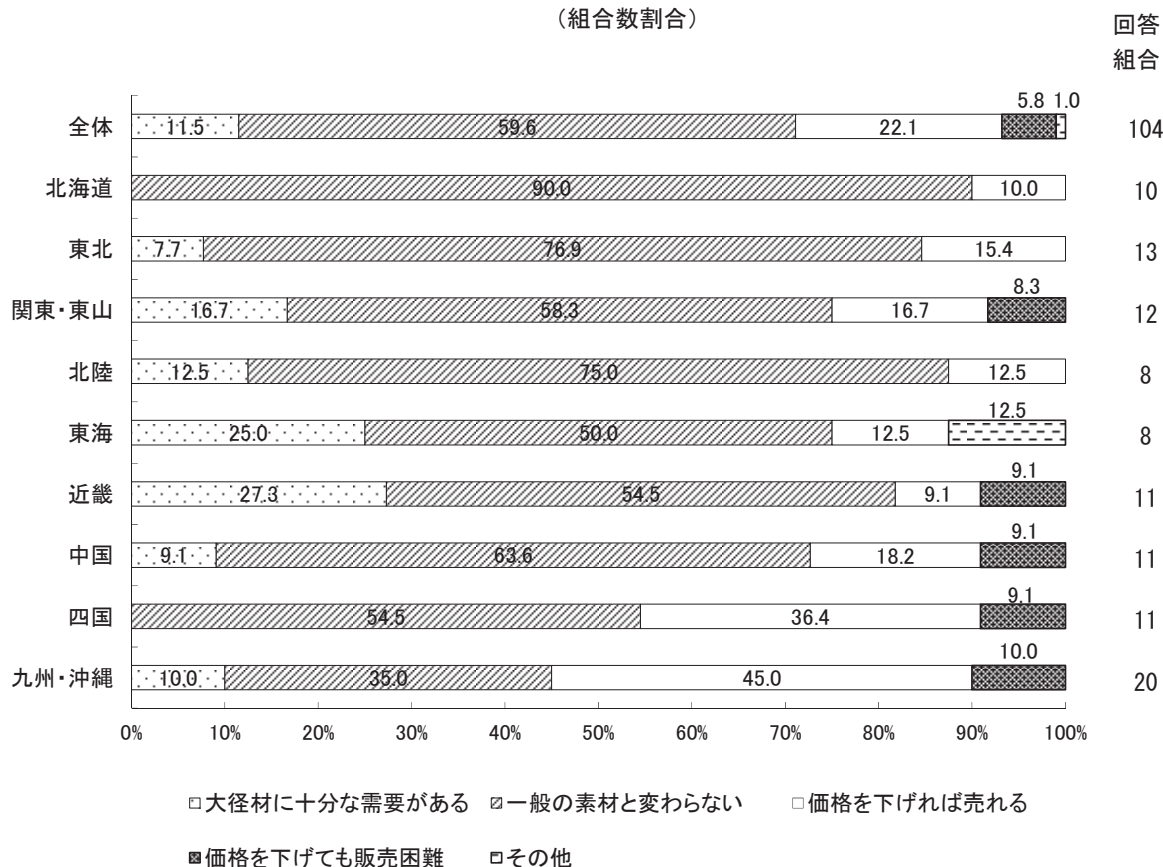 （組合数割合）
回答
組合
5.8 1.0
全体 11.5 59.6 22.1 104
北海道 90.0 10.0 10
東北 7.7 76.9 15.4 13
8.3
関東・東山 16.7 58.3 16.7 12
北陸 12.5 75.0 12.5 8
12.5
東海 25.0 50.0 12.5 8
9.1
近畿 27.3 54.5 9.1 11
9.1
中国 9.1 63.6 18.2 11
9.1
四国 54.5 36.4 11
10.0
九州・沖縄 10.0 35.0 45.0 20
0% 10% 20% 30% 40% 50% 60% 70% 80% 90% 100%
大径材に十分な需要がある 一般の素材と変わらない 価格を下げれば売れる
価格を下げても販売困難 その他